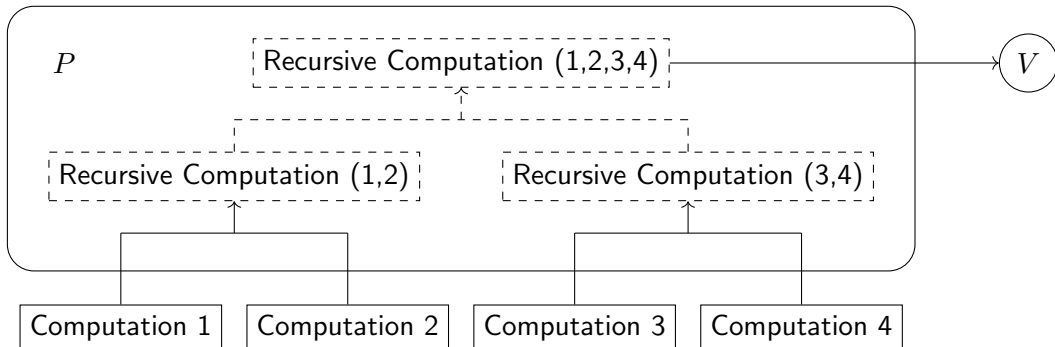 P
Recursive Computation (1,2,3,4)
V
Recursive Computation (1,2)
Recursive Computation (3,4)
Computation 1
Computation 2
Computation 3
Computation 4